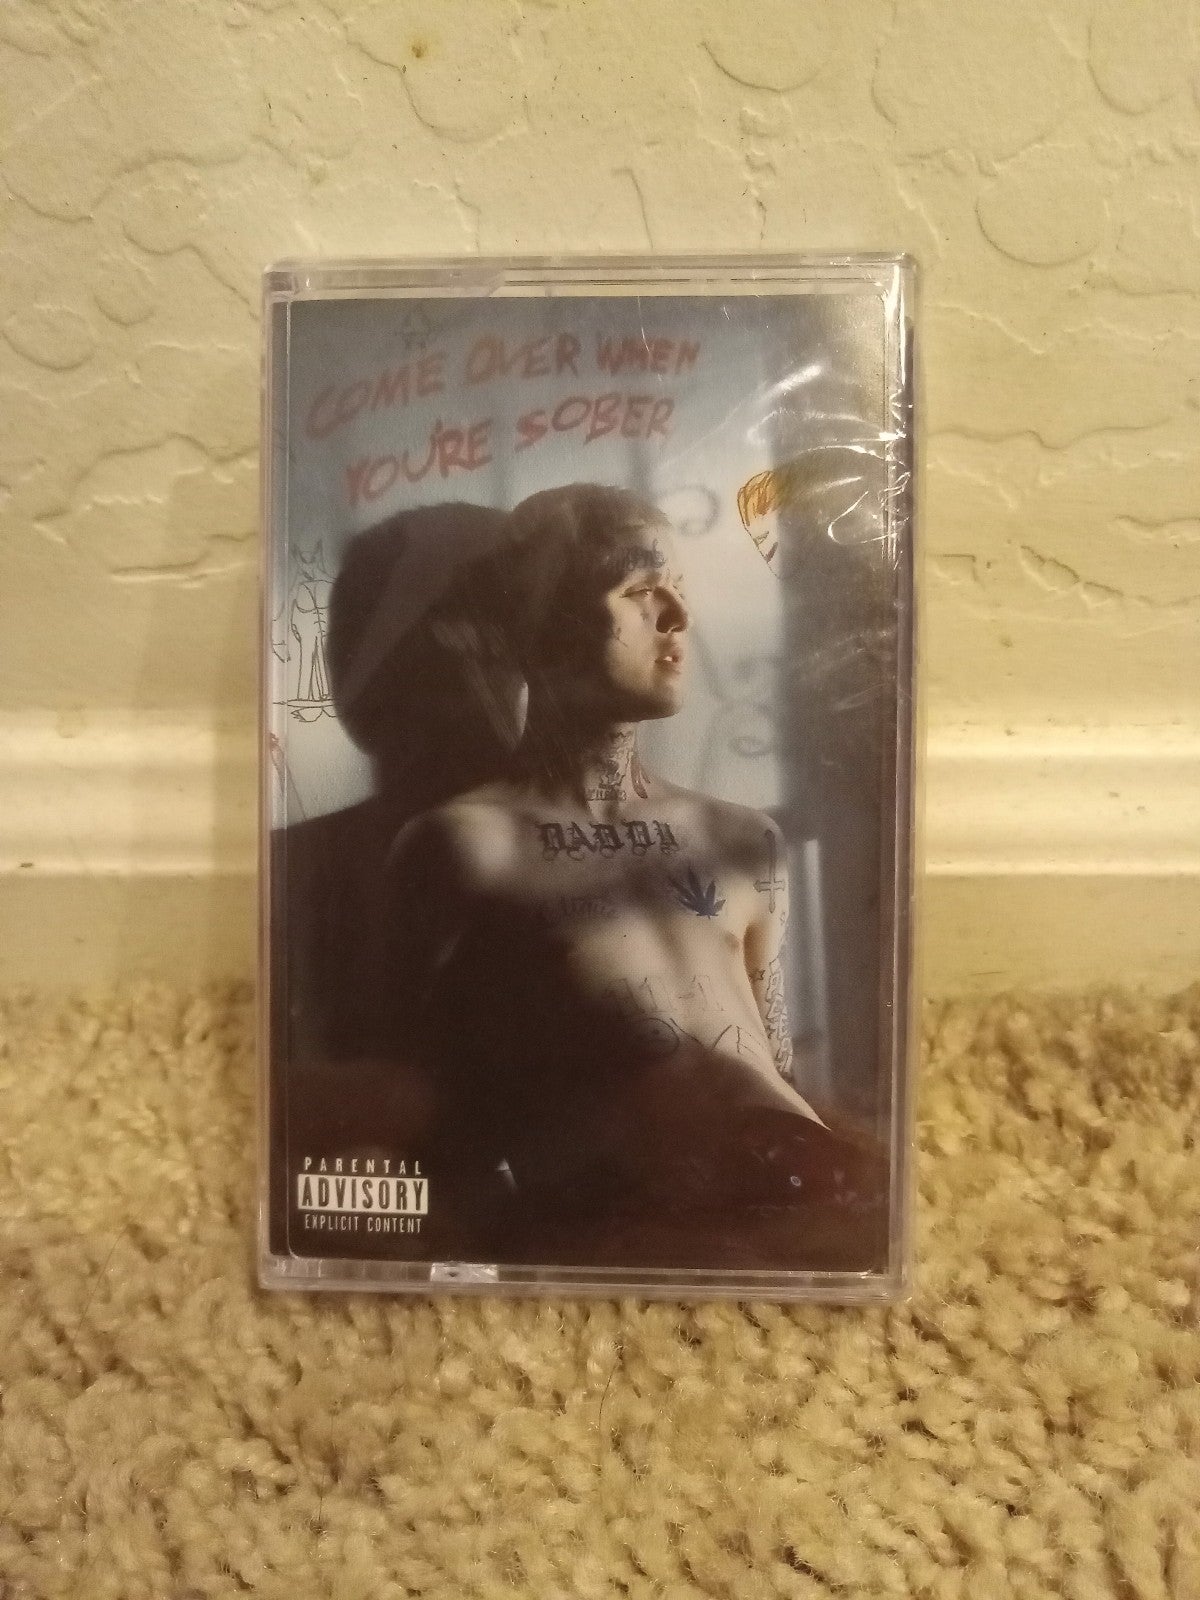 COME OVER WHEN
YOU'RE SOBER
DADDY
PARENTAL
ADVISORY
EXPLICIT CONTENT